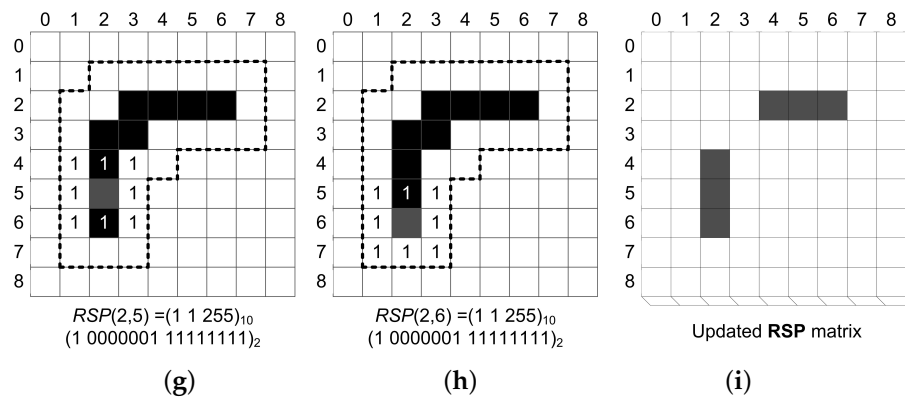 0 1 2 3 4 5 6 7 8 0 1 2 3 4 5 6 7 8 0 1 2 3 4 5 6 7 8
0 0 0
1 1 1
2 2 2
3 3 3
4 1 1 1 4 4
5 1 1 5 1 1 1 5
6 1 1 1 6 1 1 6
7 7 1 1 1 7
8 8 8
RSP(2,5) =(1 1 255)₁₀ RSP(2,6) =(1 1 255)₁₀ Updated RSP matrix
(1 0000001 11111111)₂ (1 0000001 11111111)₂
(g) (h) (i)